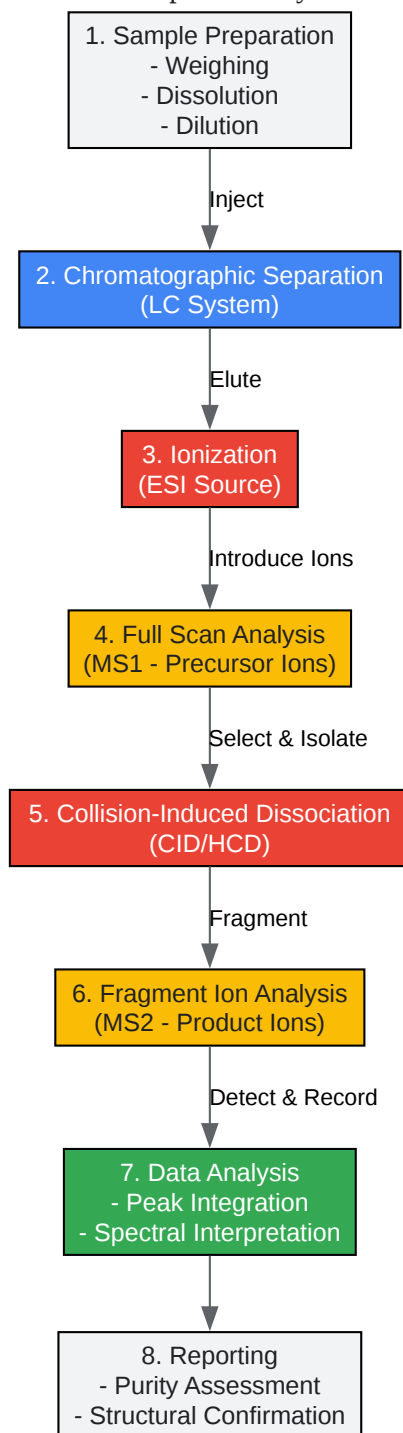 1. Sample Preparation
- Weighing
- Dissolution
- Dilution
Inject
2. Chromatographic Separation
(LC System)
Elute
3. Ionization
(ESI Source)
Introduce Ions
4. Full Scan Analysis
(MS1 - Precursor Ions)
Select & Isolate
5. Collision-Induced Dissociation
(CID/HCD)
Fragment
6. Fragment Ion Analysis
(MS2 - Product Ions)
Detect & Record
7. Data Analysis
- Peak Integration
- Spectral Interpretation
8. Reporting
- Purity Assessment
- Structural Confirmation